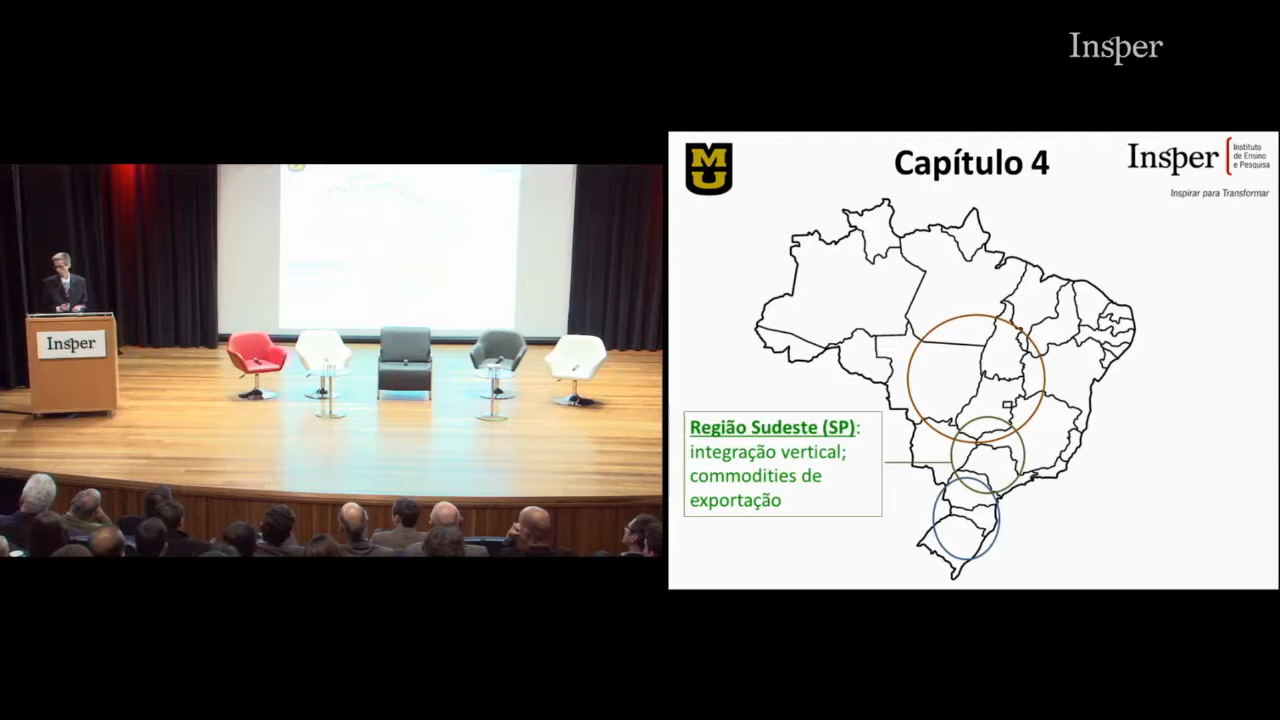 Insper
Insper
MU
Capítulo 4
Insper
Instituto
de Ensino
e Pesquisa
Inspirar para Transformar
Região Sudeste (SP):
integração vertical;
commodities de
exportação